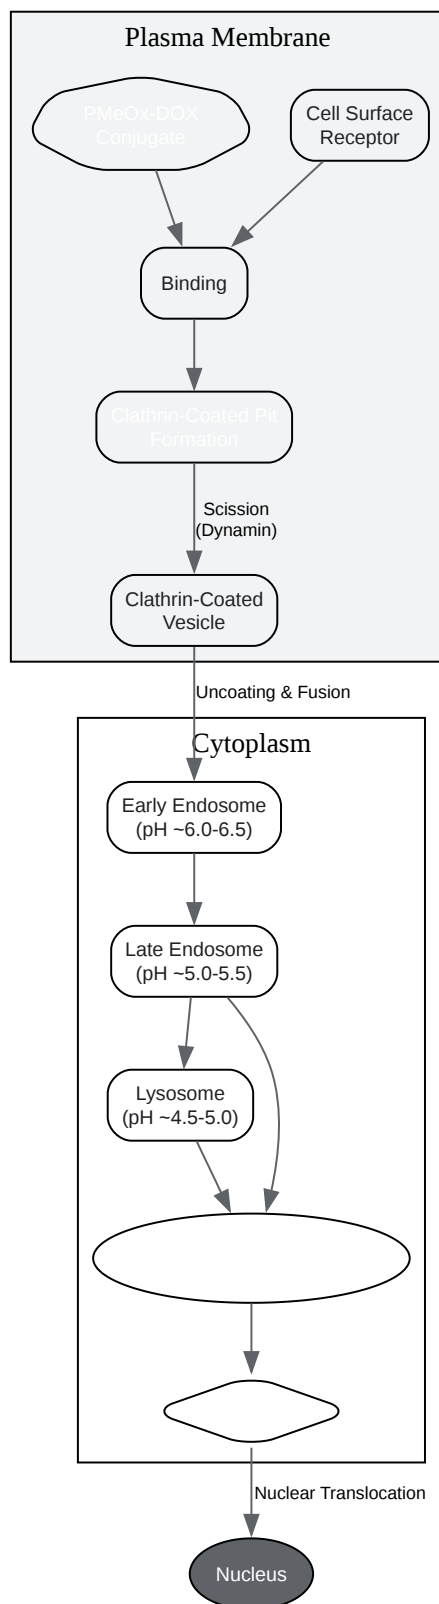 Plasma Membrane
PMeOx-DOX
Conjugate
Cell Surface
Receptor
Binding
Clathrin-Coated Pit
Formation
Scission
(Dynamin)
Clathrin-Coated
Vesicle
Uncoating & Fusion
Cytoplasm
Early Endosome
(pH ~6.0-6.5)
Late Endosome
(pH ~5.0-5.5)
Lysosome
(pH ~4.5-5.0)
Nuclear Translocation
Nucleus